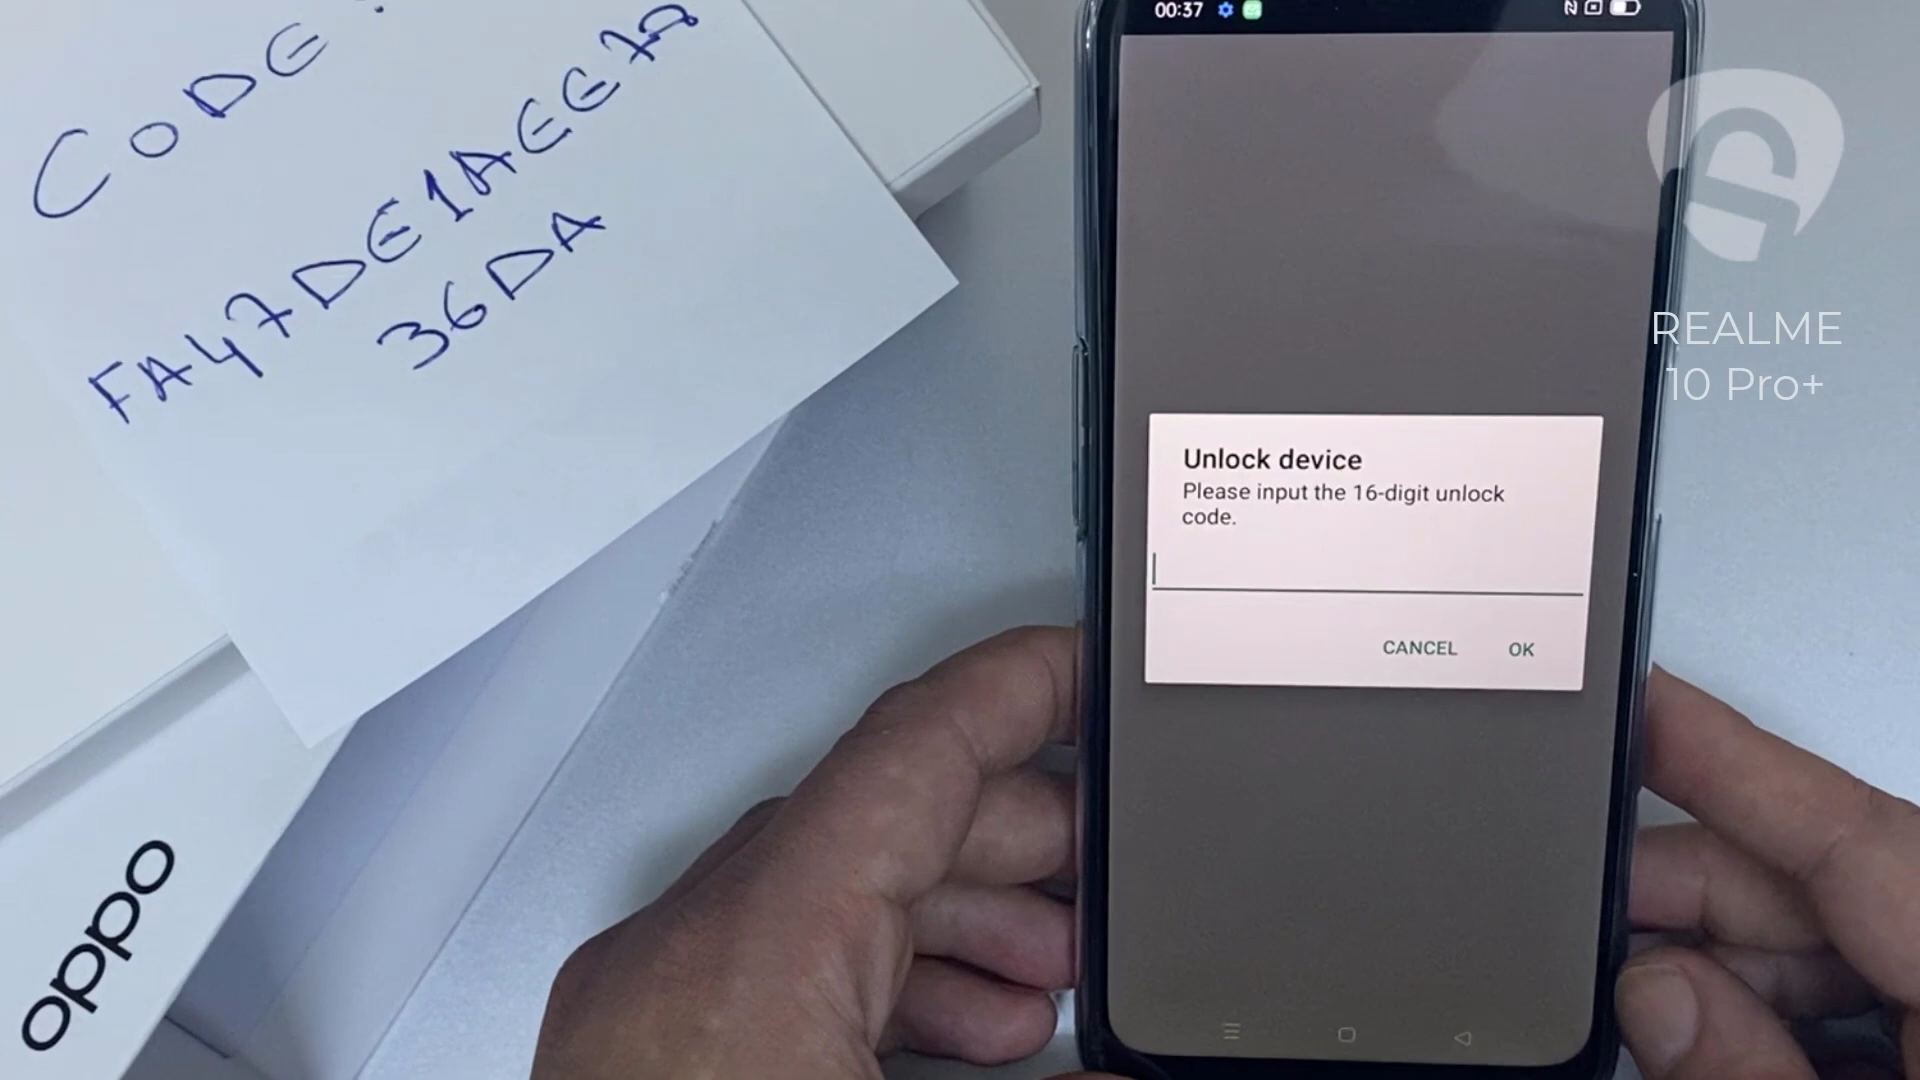 CODE:
FA47DE1AEE78
36DA
oppo
00:37
Unlock device
Please input the 16-digit unlock
code.
CANCEL OK
REALME
10 Pro+